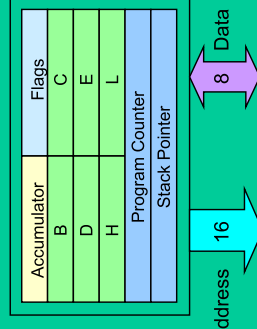 Accumulator Flags
B C
D E
H L
Program Counter
Stack Pointer
ddress 16 8 Data